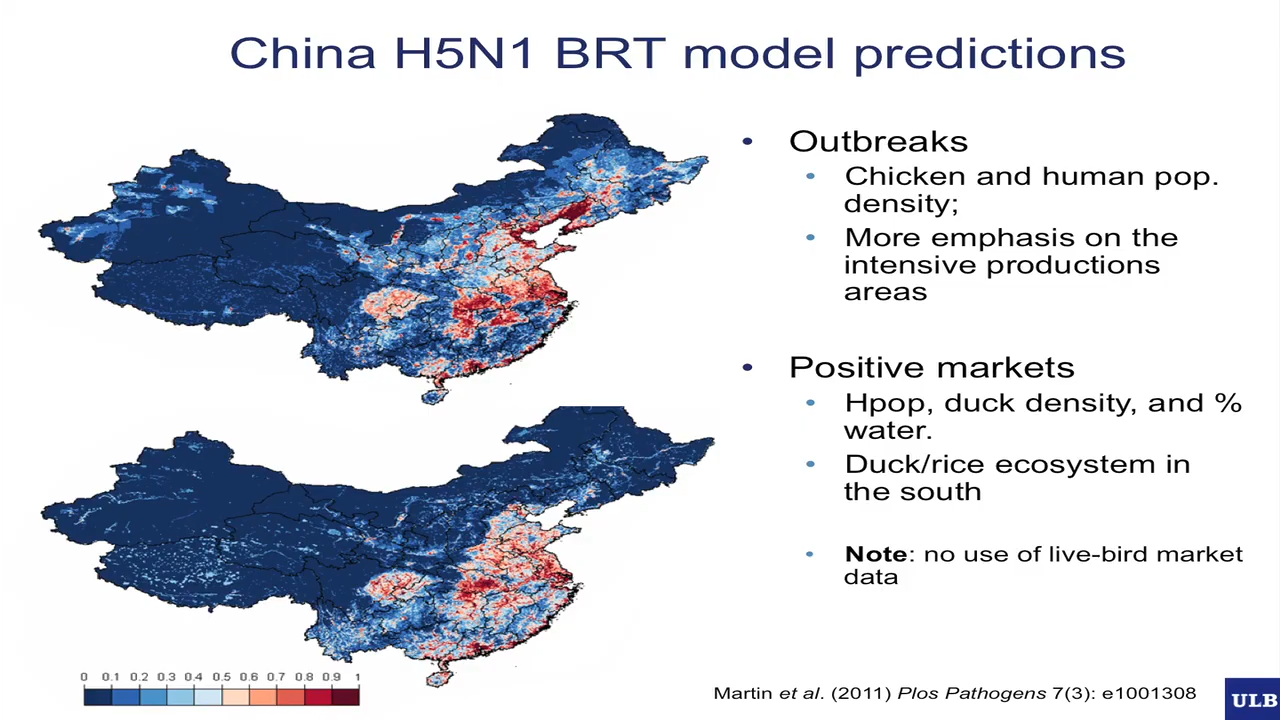 China H5N1 BRT model predictions
• Outbreaks
• Chicken and human pop.
density;
• More emphasis on the
intensive productions
areas
• Positive markets
• Hpop, duck density, and %
water.
• Duck/rice ecosystem in
the south
• Note: no use of live-bird market
data
0 0.1 0.2 0.3 0.4 0.5 0.6 0.7 0.8 0.9 1
Martin et al. (2011) Plos Pathogens 7(3): e1001308
ULB